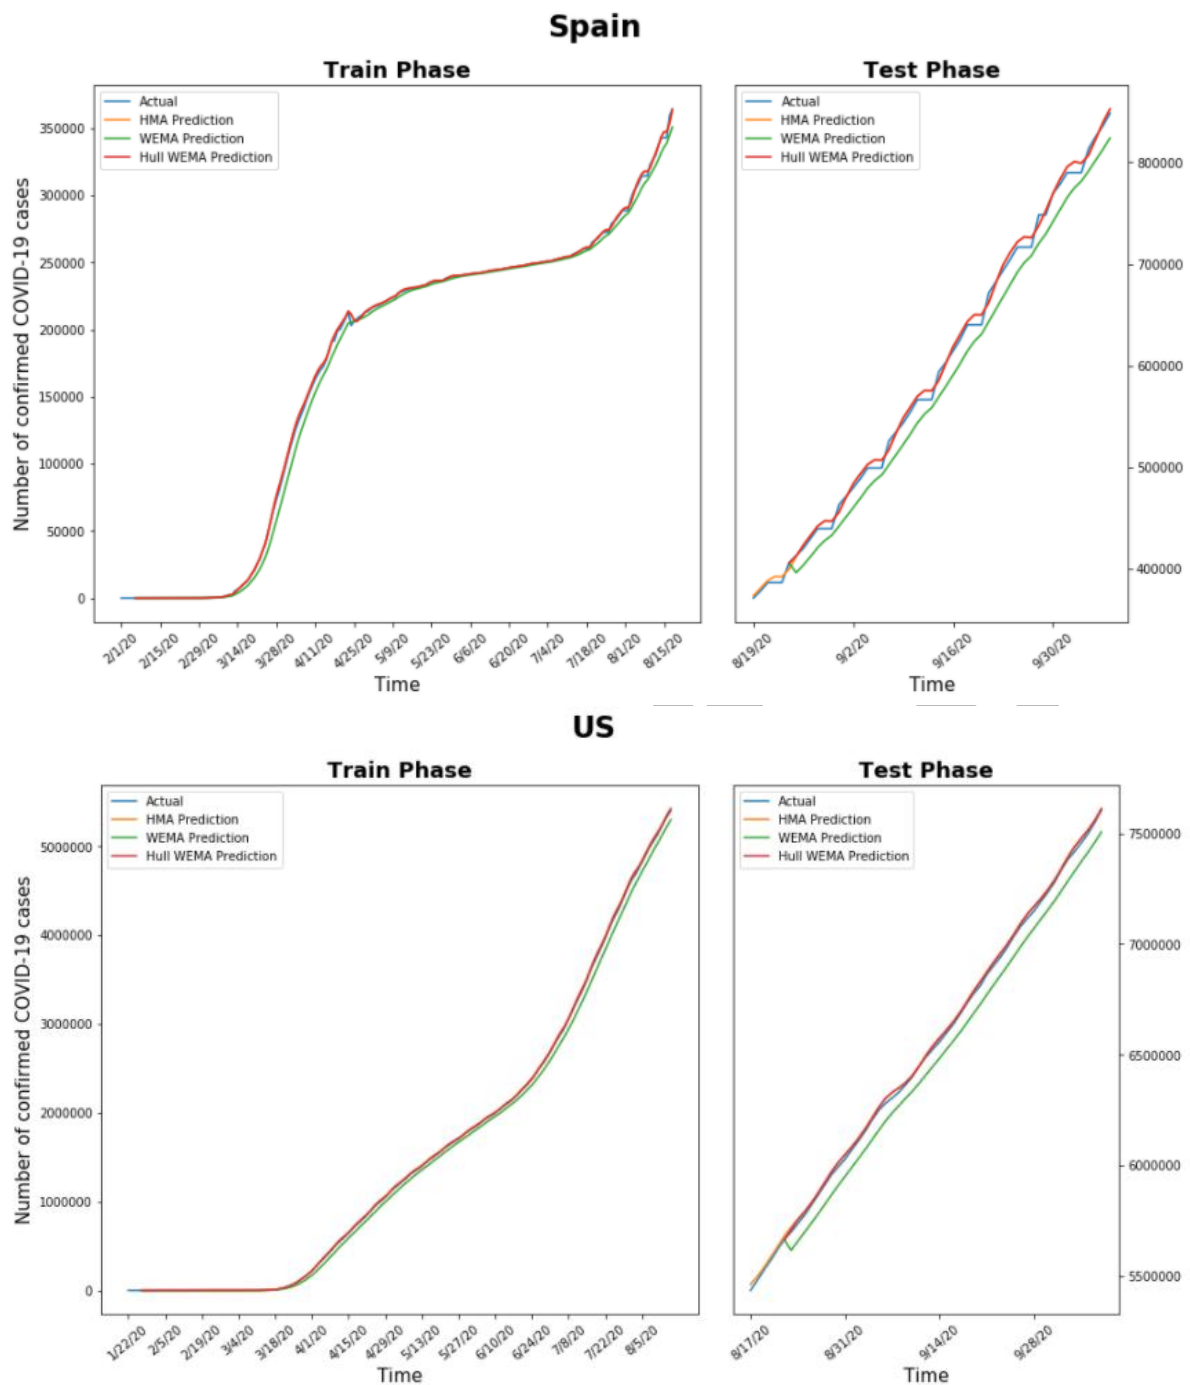 Spain
Train Phase
Actual
HMA Prediction
WEMA Prediction
Hull WEMA Prediction
Number of confirmed COVID-19 cases
350000
300000
250000
200000
150000
100000
50000
0
2/1/20 2/15/20 2/29/20 3/14/20 3/28/20 4/11/20 4/25/20 5/9/20 5/23/20 6/6/20 6/20/20 7/4/20 7/18/20 8/1/20 8/15/20
Time
Test Phase
Actual
HMA Prediction
WEMA Prediction
Hull WEMA Prediction
800000
700000
600000
500000
400000
8/19/20 9/2/20 9/16/20 9/30/20
Time
US
Train Phase
Actual
HMA Prediction
WEMA Prediction
Hull WEMA Prediction
Number of confirmed COVID-19 cases
5000000
4000000
3000000
2000000
1000000
0
1/22/20 2/5/20 2/19/20 3/4/20 3/18/20 4/1/20 4/15/20 4/29/20 5/13/20 5/27/20 6/10/20 6/24/20 7/8/20 7/22/20 8/5/20
Time
Test Phase
Actual
HMA Prediction
WEMA Prediction
Hull WEMA Prediction
7500000
7000000
6500000
6000000
5500000
8/17/20 8/31/20 9/14/20 9/28/20
Time